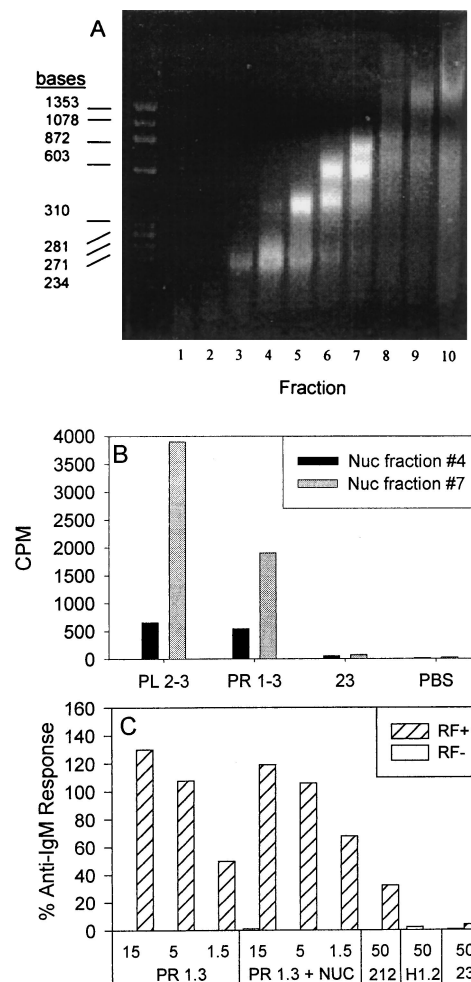 A
bases
1353
1078
872
603
310
281
271
234
1 2 3 4 5 6 7 8 9 10
Fraction
B
Nuc fraction #4
Nuc fraction #7
4000
3500
3000
2500
2000
1500
1000
500
0
CPM
PL 2-3 PR 1-3 23 PBS
C
RF+
RF-
160
140
120
100
80
60
40
20
0
% Anti-IgM Response
15 5 1.5 15 5 1.5 50 50 50
PR 1.3 PR 1.3 + NUC 212 H1.2 23